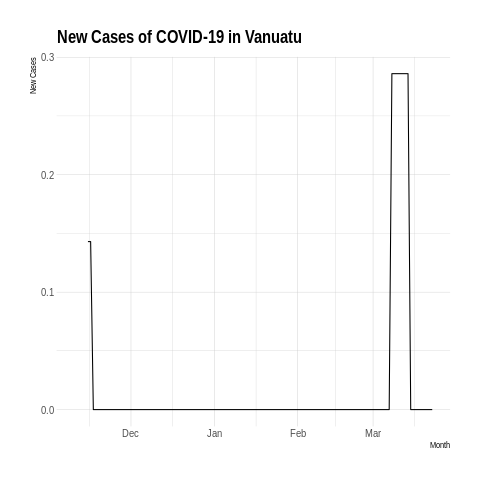 New Cases of COVID-19 in Vanuatu
New Cases
0.3
0.2
0.1
0.0
Dec Jan Feb Mar
Month